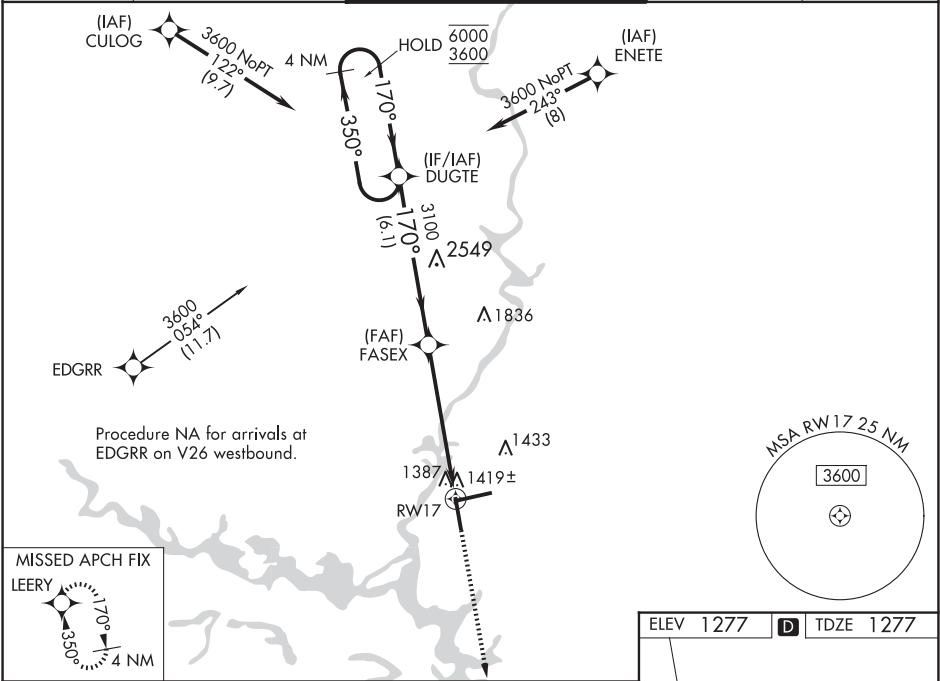 (IAF)
CULOG
3600 NoPT
122°
(9.7)
4 NM
HOLD
6000
3600
170°
350°
(IAF)
ENETE
3600 NoPT
243°
(8)
(IF/IAF)
DUGTE
3100
170°
(6.1)
2549
1836
(FAF)
FASEX
3600
054°
(11.7)
EDGRR
Procedure NA for arrivals at
EDGRR on V26 westbound.
1433
1387
1419±
RW17
MSA RW17 25 NM
3600
MISSED APCH FIX
LEERY
170°
350°
4 NM
ELEV 1277 D TDZE 1277